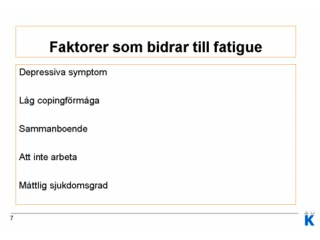 Faktorer som bidrar till fatigue
Depressiva symptom
Låg copingförmåga
Sammanboende
Att inte arbeta
Måttlig sjukdomsgrad
7
K